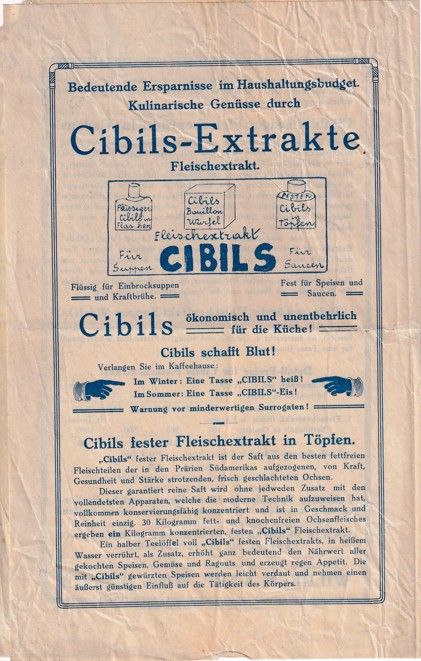 Bedeutende Ersparnisse im Haushaltungsbudget.
Kulinarische Genüsse durch
Cibils-Extrakte.
Fleischextrakt.
Flüssiger
Cibils in
Flaschen
Cibils
Bouillon
Würfel
FESTER
Cibils
in
Töpfen
Fleischextrakt
Für
Suppen
CIBILS
Für
Saucen
Flüssig für Einbrocksuppen
und Kraftbrühe.
Fest für Speisen und
Saucen.
Cibils ökonomisch und unentbehrlich
für die Küche!
Cibils schafft Blut!
Verlangen Sie im Kaffeehause:
Im Winter: Eine Tasse „CIBILS" heiß!
Im Sommer: Eine Tasse „CIBILS"-Eis!
Warnung vor minderwertigen Surrogaten!
Cibils fester Fleischextrakt in Töpfen.
„Cibils" fester Fleischextrakt ist der Saft aus den besten fettfreien
Fleischteilen der in den Prärien Südamerikas aufgezogenen, von Kraft,
Gesundheit und Stärke strotzenden, frisch geschlachteten Ochsen.
Dieser garantiert reine Saft wird ohne jedweden Zusatz mit den
vollendetsten Apparaten, welche die moderne Technik aufzuweisen hat,
vollkommen konservierungsfähig konzentriert und ist in Geschmack und
Reinheit einzig. 30 Kilogramm fett- und knochenfreien Ochsenfleisches
ergeben ein Kilogramm konzentrierten, festen „Cibils" Fleischextrakt.
Ein halber Teelöffel voll „Cibils" festen Fleischextrakts, in heißem
Wasser verrührt, als Zusatz, erhöht ganz bedeutend den Nährwert aller
gekochten Speisen, Gemüse und Ragouts und erzeugt regen Appetit. Die
mit „Cibils" gewürzten Speisen werden leicht verdaut und nehmen einen
äußerst günstigen Einfluß auf die Tätigkeit des Körpers.